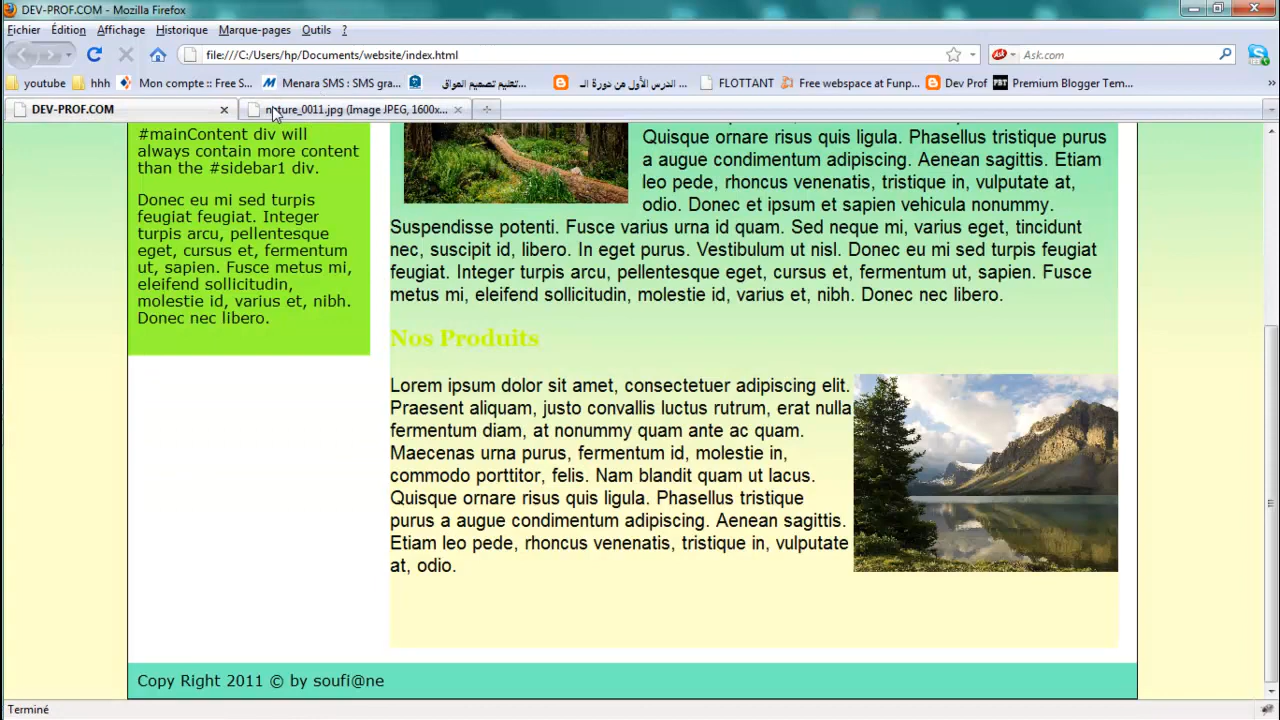 DEV-PROF.COM - Mozilla Firefox
Fichier Édition Affichage Historique Marque-pages Outils ?
file:///C:/Users/hp/Documents/website/index.html
Ask.com
youtube hhh Mon compte :: Free S... Menara SMS : SMS gra... تعليم تصميم المواق... الدرس الأول من دورة الـ ... FLOTTANT Free webspace at Funp... Dev Prof Premium Blogger Tem... »
DEV-PROF.COM nature_0011.jpg (Image JPEG, 1600x...
#mainContent div will
always contain more content
than the #sidebar1 div.
Donec eu mi sed turpis
feugiat feugiat. Integer
turpis arcu, pellentesque
eget, cursus et, fermentum
ut, sapien. Fusce metus mi,
eleifend sollicitudin,
molestie id, varius et, nibh.
Donec nec libero.
Quisque ornare risus quis ligula. Phasellus tristique purus
a augue condimentum adipiscing. Aenean sagittis. Etiam
leo pede, rhoncus venenatis, tristique in, vulputate at,
odio. Donec et ipsum et sapien vehicula nonummy.
Suspendisse potenti. Fusce varius urna id quam. Sed neque mi, varius eget, tincidunt
nec, suscipit id, libero. In eget purus. Vestibulum ut nisl. Donec eu mi sed turpis feugiat
feugiat. Integer turpis arcu, pellentesque eget, cursus et, fermentum ut, sapien. Fusce
metus mi, eleifend sollicitudin, molestie id, varius et, nibh. Donec nec libero.
Nos Produits
Lorem ipsum dolor sit amet, consectetuer adipiscing elit.
Praesent aliquam, justo convallis luctus rutrum, erat nulla
fermentum diam, at nonummy quam ante ac quam.
Maecenas urna purus, fermentum id, molestie in,
commodo porttitor, felis. Nam blandit quam ut lacus.
Quisque ornare risus quis ligula. Phasellus tristique
purus a augue condimentum adipiscing. Aenean sagittis.
Etiam leo pede, rhoncus venenatis, tristique in, vulputate
at, odio.
Copy Right 2011 © by soufi@ne
Terminé